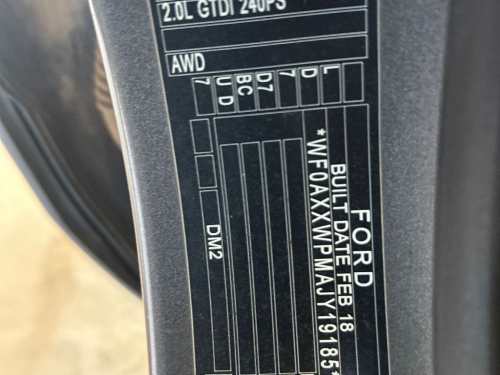 2.0L GTDI 240PS
AWD
L
D
7
D7
BC
UD
7
FORD
BUILT DATE FEB 18
*WF0AXXWPMAJY19185*
DM2